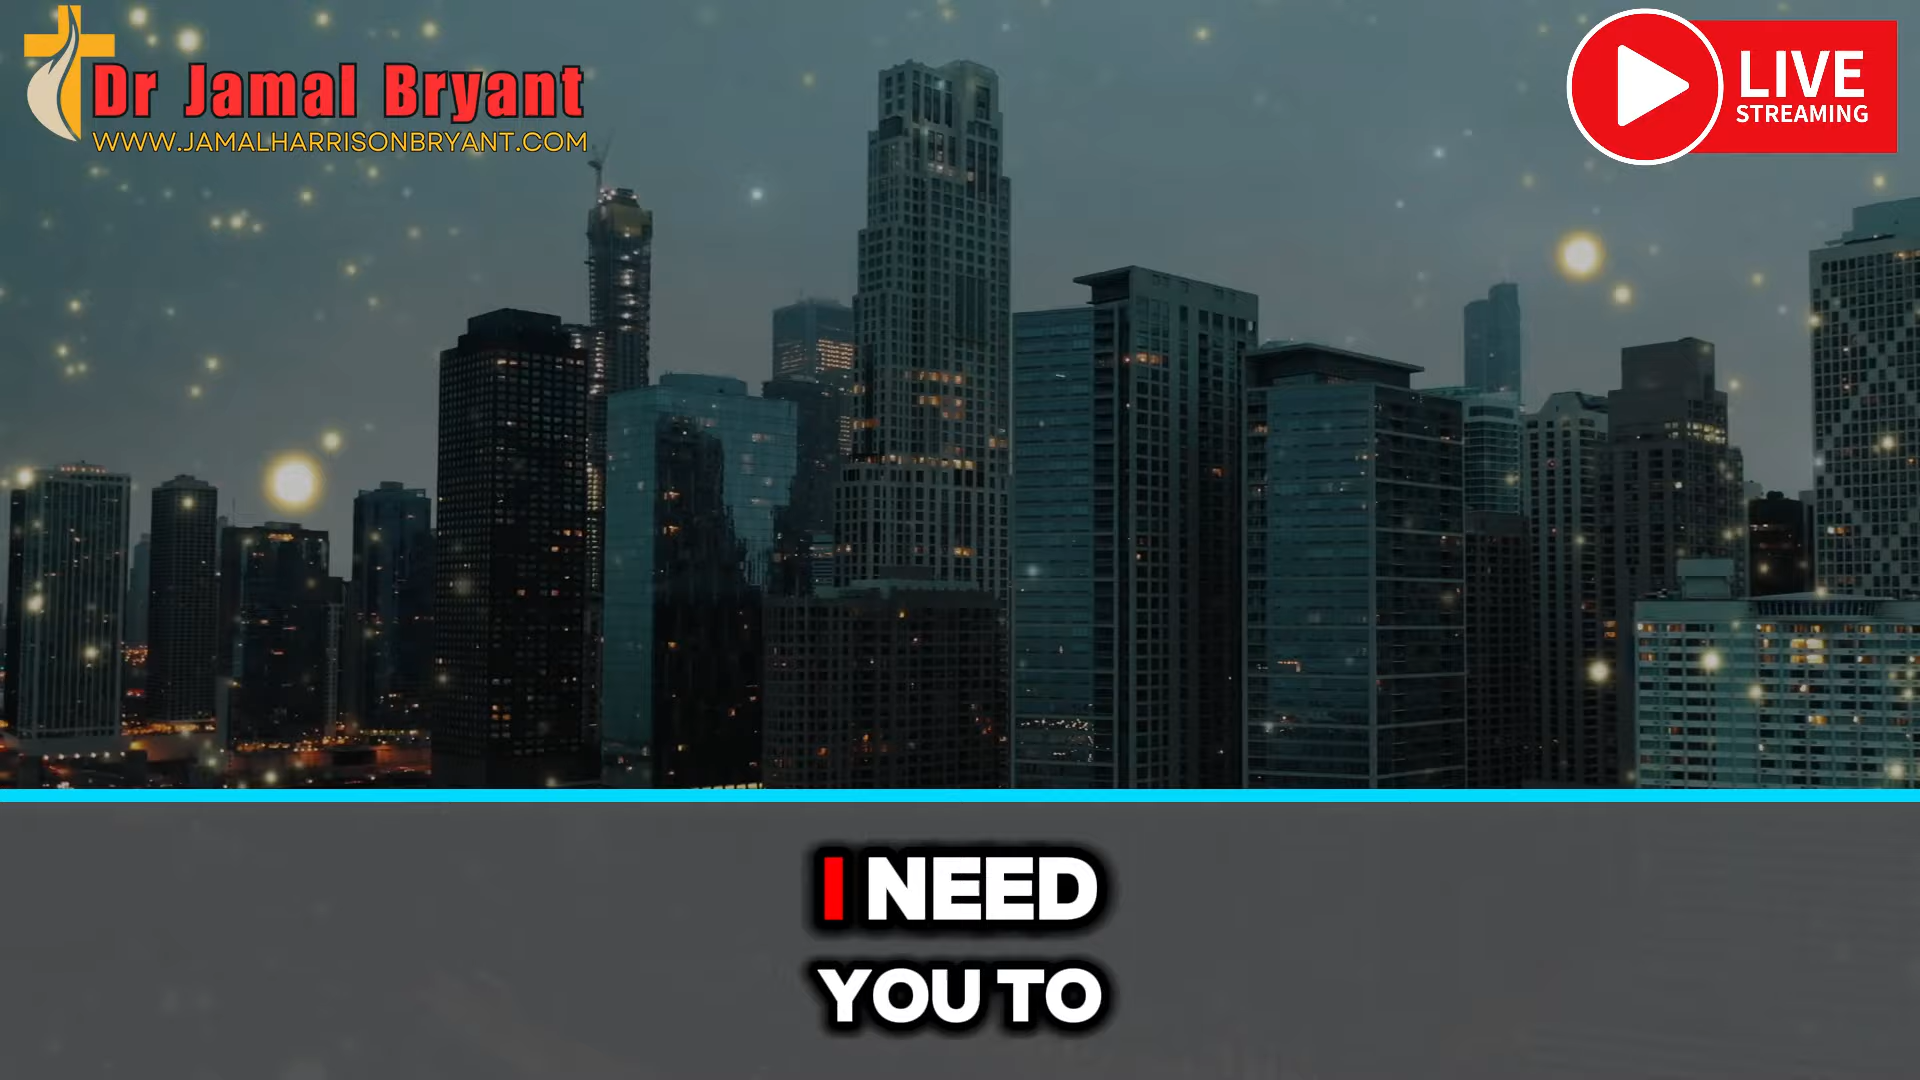 Dr Jamal Bryant
WWW.JAMALHARRISONBRYANT.COM
LIVE
STREAMING
I NEED
YOU TO